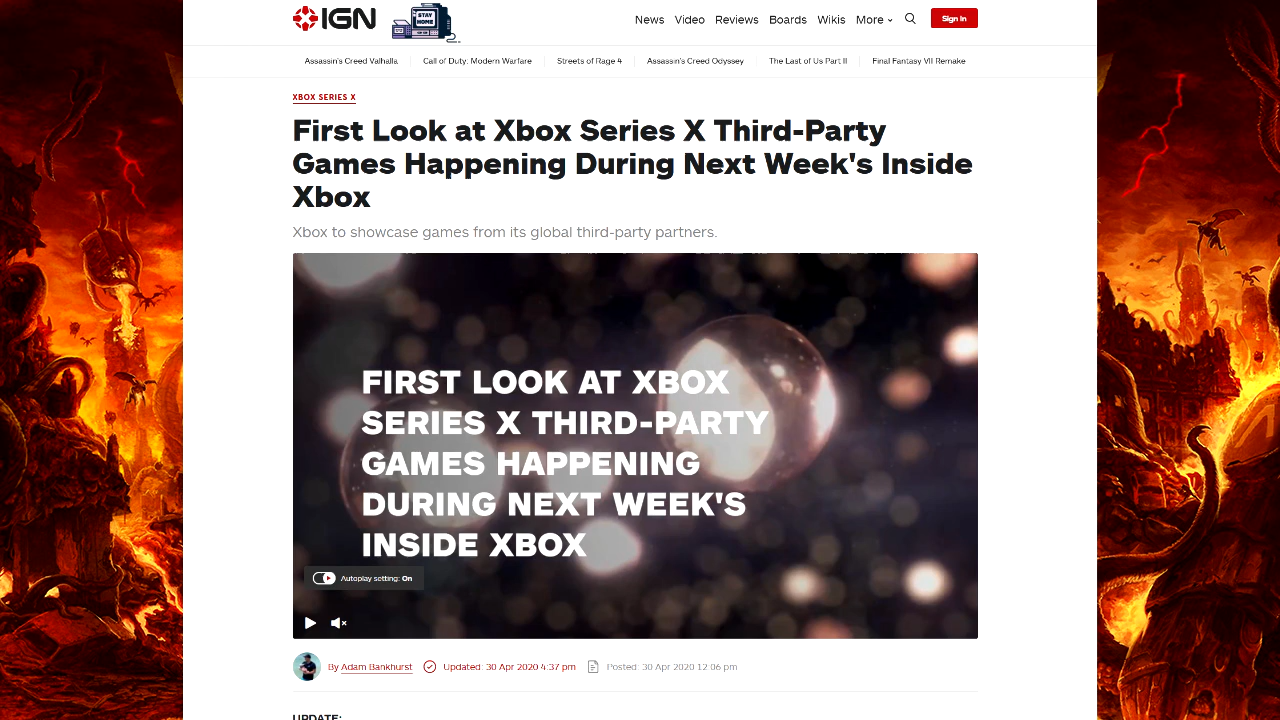 IGN
STAY
HOME
News Video Reviews Boards Wikis More
Sign In
Assassin's Creed Valhalla Call of Duty: Modern Warfare Streets of Rage 4 Assassin's Creed Odyssey The Last of Us Part II Final Fantasy VII Remake
XBOX SERIES X
First Look at Xbox Series X Third-Party
Games Happening During Next Week's Inside
Xbox
Xbox to showcase games from its global third-party partners.
FIRST LOOK AT XBOX
SERIES X THIRD-PARTY
GAMES HAPPENING
DURING NEXT WEEK'S
INSIDE XBOX
Autoplay setting: On
By Adam Bankhurst Updated: 30 Apr 2020 4:37 pm Posted: 30 Apr 2020 12:06 pm
UPDATE: